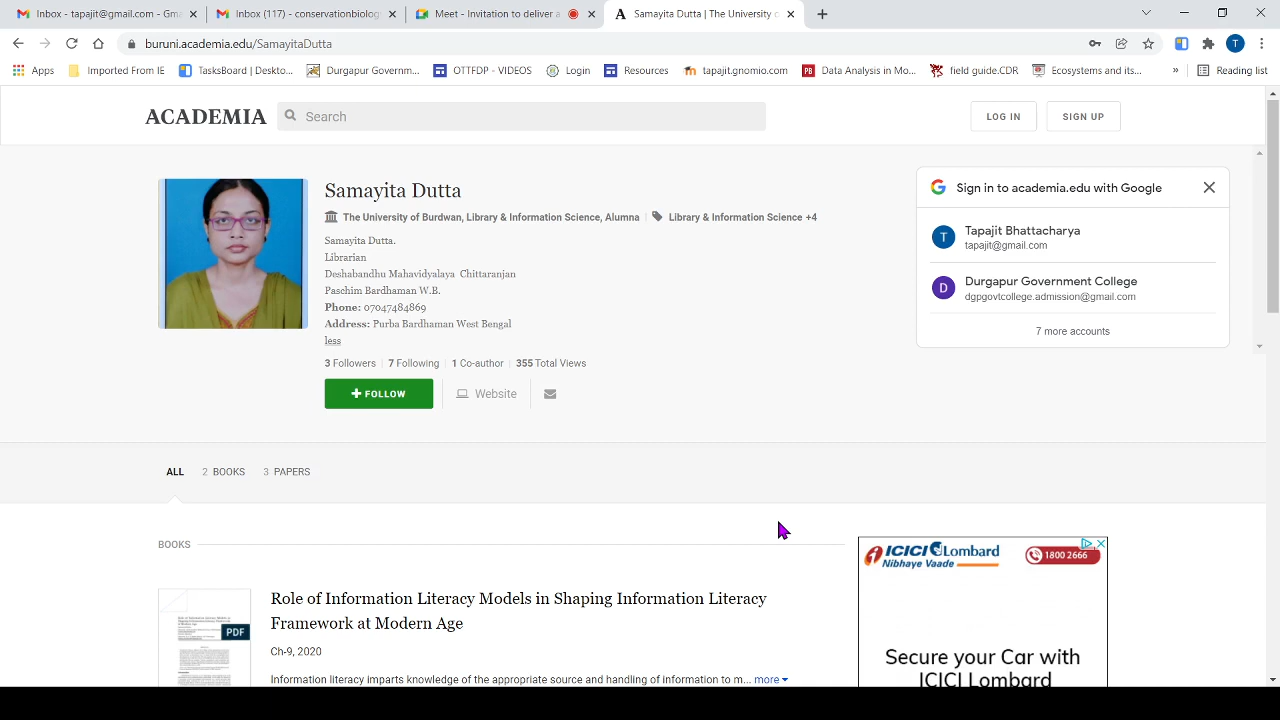 Inbox - tapajit@gmail.com - Gm
Inbox (117) - conservationbiolog
Meet - Invitation to deliver a
Samayita Dutta | The University o
buruni.academia.edu/SamayitaDutta
T
Apps
Imported From IE
TasksBoard | Deskto...
Durgapur Governm...
DTTFDP - VIDEOS
Login
Resources
tapajit.gnomio.com
Data Analysis in Mo...
field guide.CDR
Ecosystems and its...
»
Reading list
ACADEMIA
Search
LOG IN
SIGN UP
Samayita Dutta
The University of Burdwan, Library & Information Science, Alumna
Library & Information Science +4
Samayita Dutta.
Librarian
Deshabandhu Mahavidyalaya Chittaranjan
Paschim Bardhaman W.B.
Phone: 07047484869
Address: Purba Bardhaman West Bengal
less
3 Followers | 7 Following | 1 Co-author | 355 Total Views
+ FOLLOW
Website
Sign in to academia.edu with Google
T
Tapajit Bhattacharya
tapajit@gmail.com
D
Durgapur Government College
dgpgovtcollege.admission@gmail.com
7 more accounts
ALL
2 BOOKS
3 PAPERS
BOOKS
PDF
Role of Information Literacy Models in Shaping Information Literacy
Framework in Modern Age
Ch-9, 2020
Information literacy imparts knowledge of appropriate source and handling of information to m... more
ICICI Lombard
Nibhaye Vaade
1800 2666
Secure your Car with
ICICI Lombard